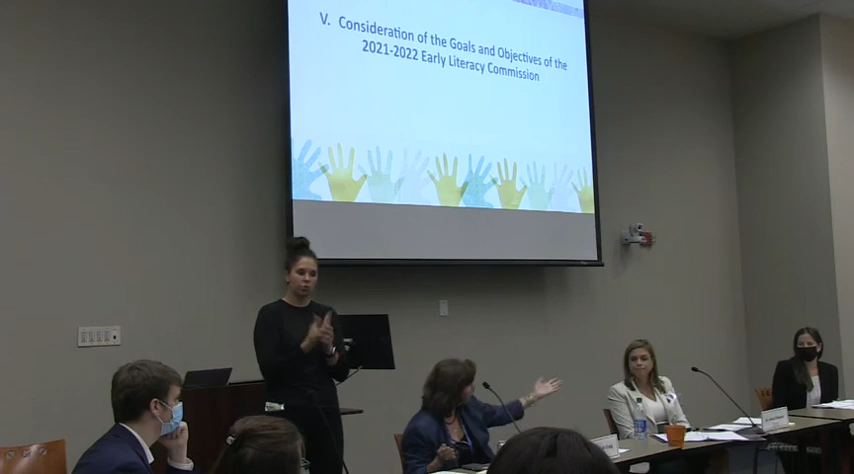 V. Consideration of the Goals and Objectives of the
2021-2022 Early Literacy Commission